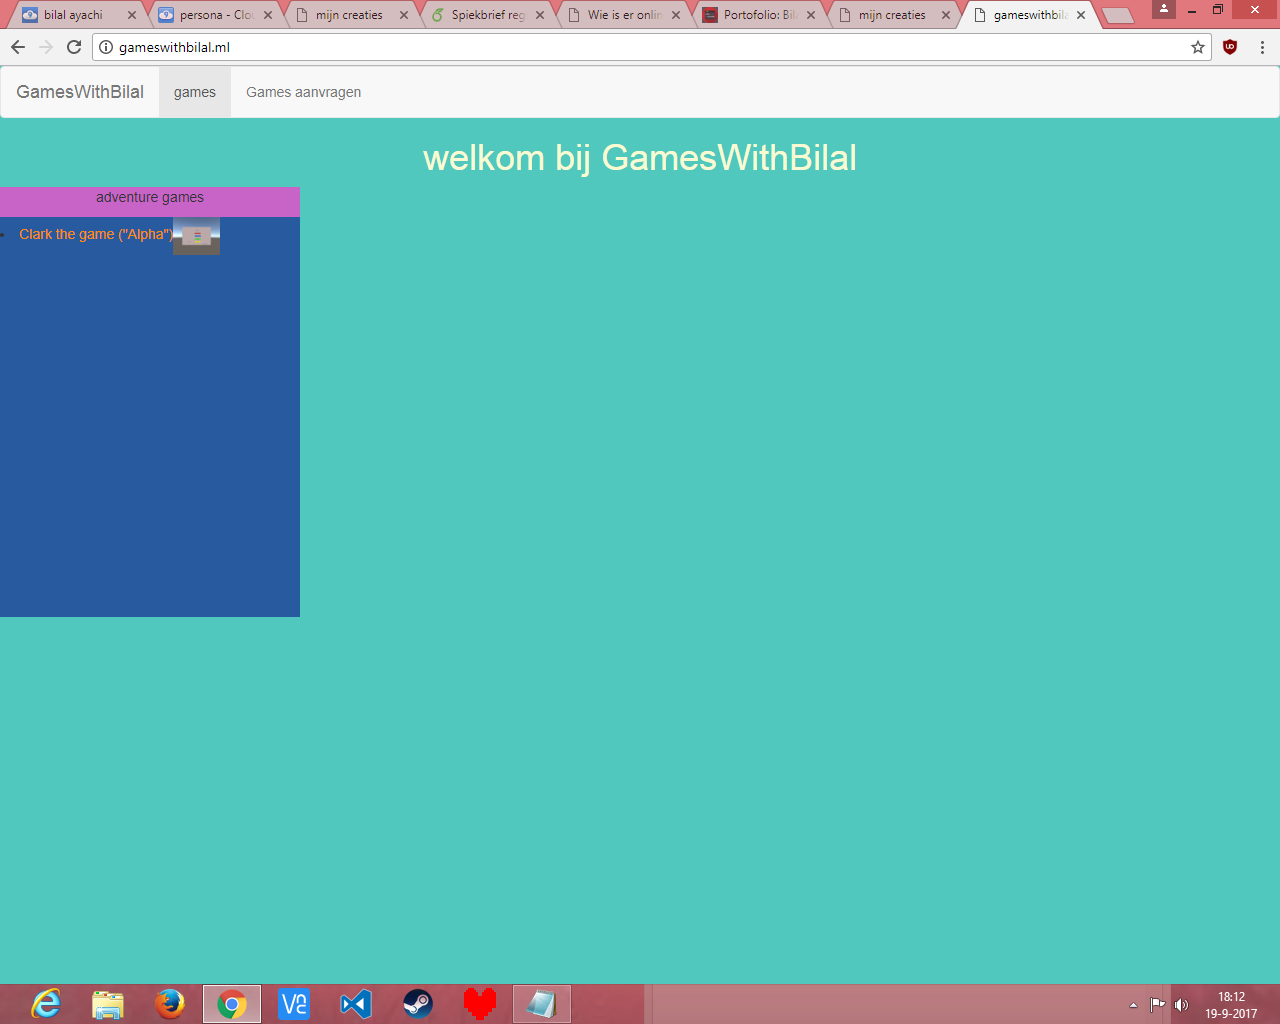 bilal ayachi
persona - Clo
mijn creaties
Spiekbrief reg
Wie is er onlin
Portofolio: Bil
mijn creaties
gameswithbila
gameswithbilal.ml
GamesWithBilal
games
Games aanvragen
welkom bij GamesWithBilal
adventure games
Clark the game ("Alpha")
18:12
19-9-2017